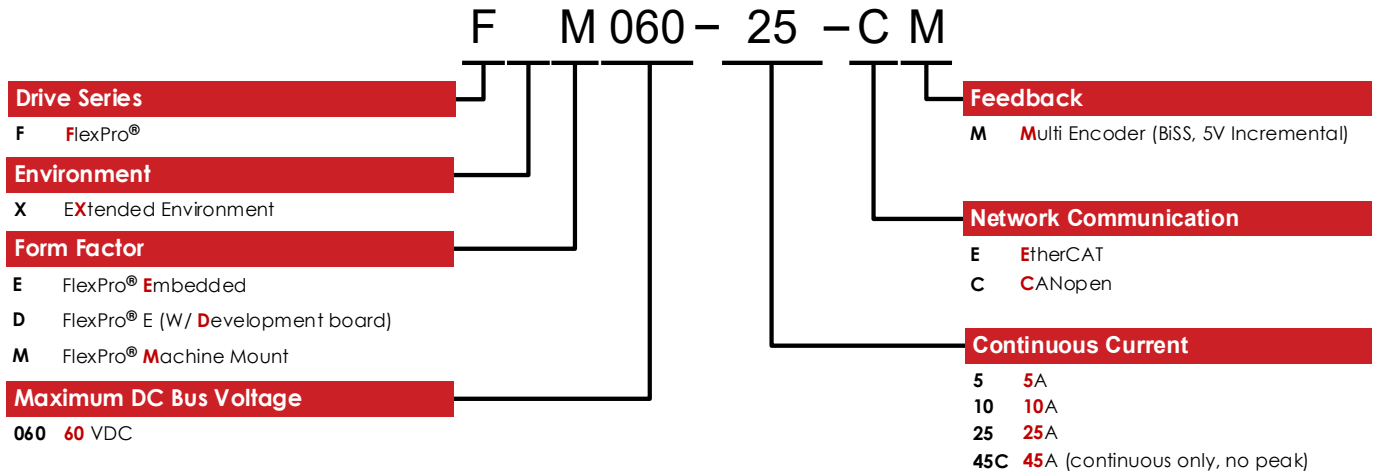 F M 060 – 25 – C M
Drive Series
F FlexPro®
Environment
X EXtended Environment
Form Factor
E FlexPro® Embedded
D FlexPro® E (W/ Development board)
M FlexPro® Machine Mount
Maximum DC Bus Voltage
060 60 VDC
Feedback
M Multi Encoder (BiSS, 5V Incremental)
Network Communication
E EtherCAT
C CANopen
Continuous Current
5 5A
10 10A
25 25A
45C 45A (continuous only, no peak)